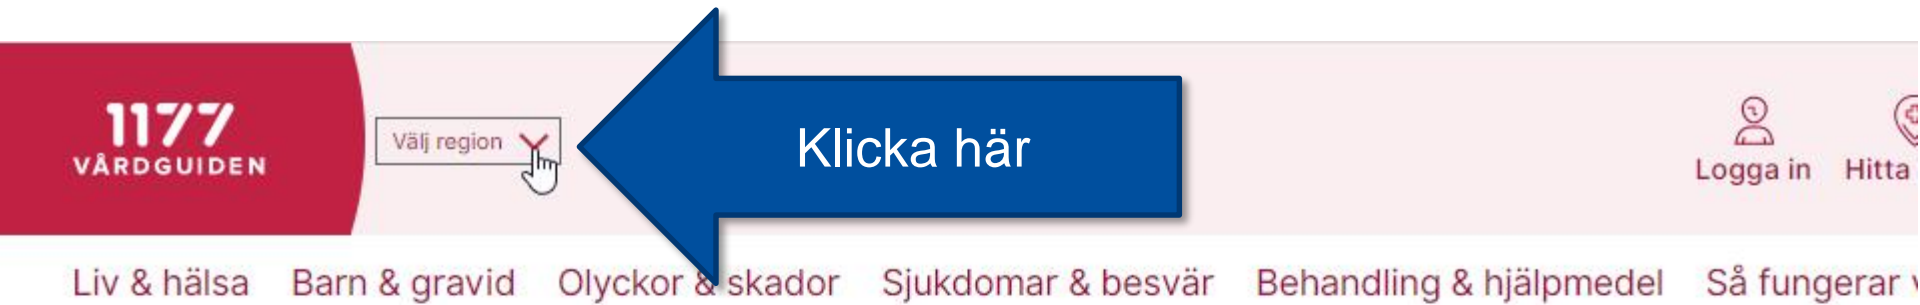 1177
VÅRDGUIDEN
Välj region
Klicka här
Logga in
Hitta
Liv & hälsa
Barn & gravid
Olyckor & skador
Sjukdomar & besvär
Behandling & hjälpmedel
Så fungerar